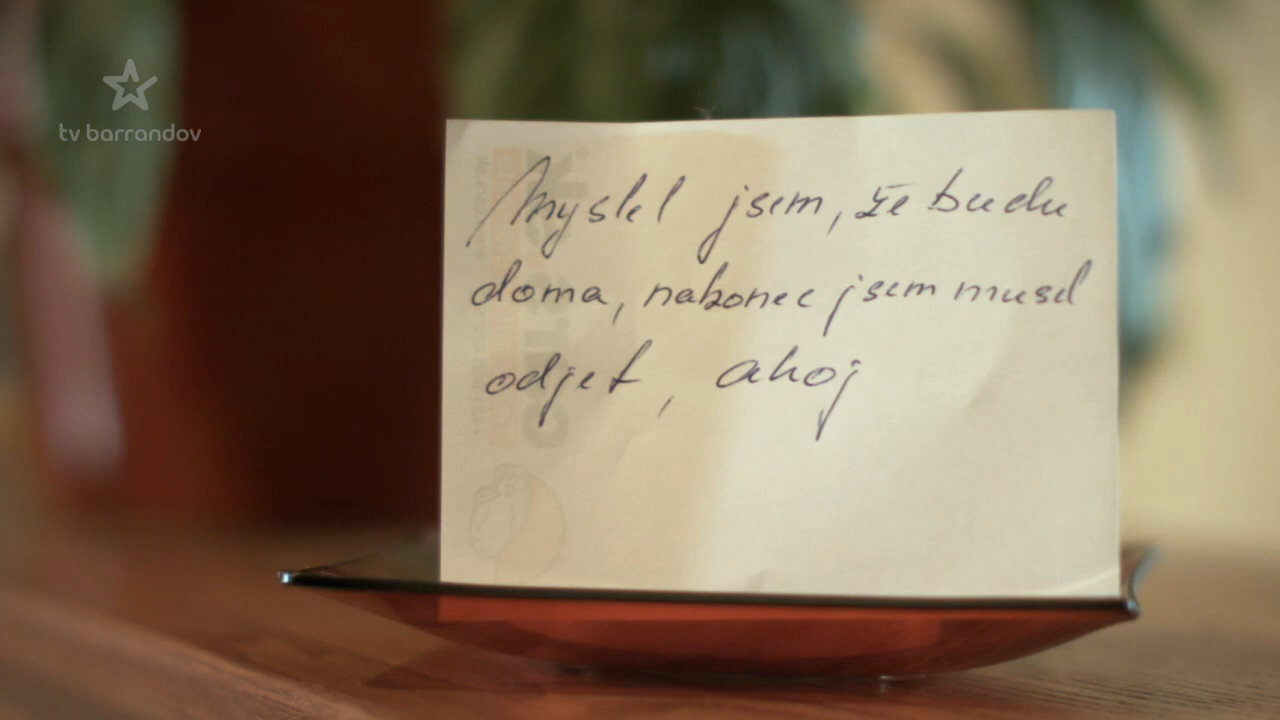 tv barrandov
Myslel jsem, že budu
doma, nakonec jsem musel
odjet, ahoj